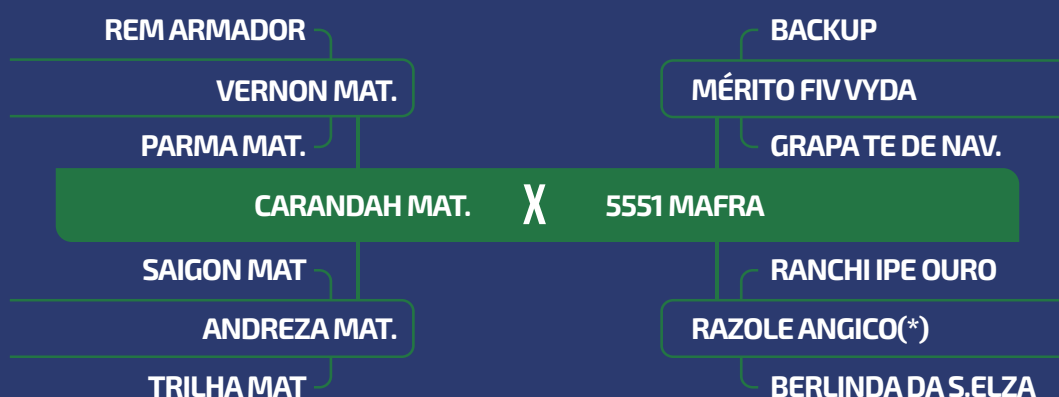 REM ARMADOR BACKUP
VERNON MAT. MÉRITO FIV VYDA
PARMA MAT. GRAPA TE DE NAV.
CARANDAH MAT. X 5551 MAFRA
SAIGON MAT RANCHI IPE OURO
ANDREZA MAT. RAZOLE ANGICO(*)
TRILHA MAT BERLINDA DA S.ELZA